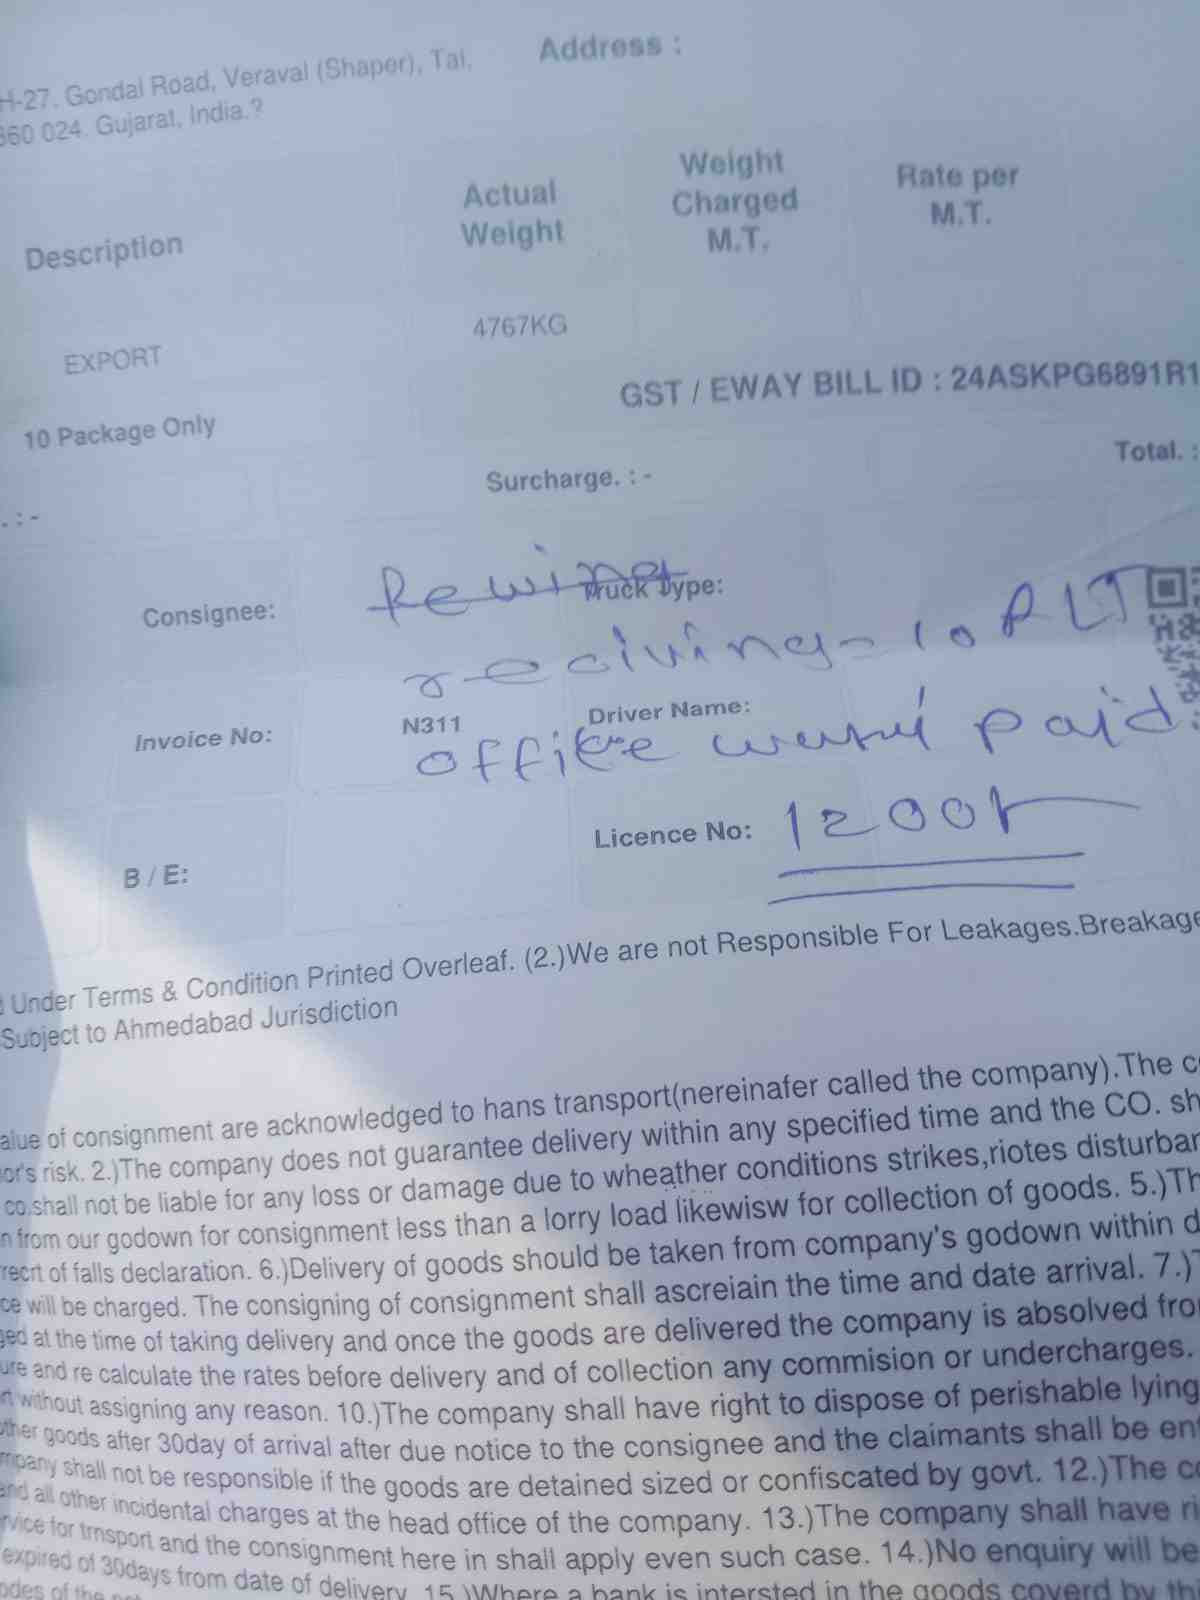 H-27. Gondal Road, Veraval (Shaper), Tal,
360 024. Gujarat, India.?
Address :
Description
Actual Weight
Weight Charged M.T.
Rate per M.T.
EXPORT
4767KG
GST / EWAY BILL ID : 24ASKPG6891R1
10 Package Only
Surcharge. : -
Total. :
. : -
Consignee:
Truck Type:
reciving - 10 PLT
Invoice No:
N311
Driver Name:
office paid
B / E:
Licence No:
1200
Under Terms & Condition Printed Overleaf. (2.)We are not Responsible For Leakages.Breakage
Subject to Ahmedabad Jurisdiction
alue of consignment are acknowledged to hans transport(nereinafer called the company).The c
or's risk. 2.)The company does not guarantee delivery within any specified time and the CO. sh
co.shall not be liable for any loss or damage due to wheather conditions strikes,riotes disturban
n from our godown for consignment less than a lorry load likewisw for collection of goods. 5.)Th
recrt of falls declaration. 6.)Delivery of goods should be taken from company's godown within d
ce will be charged. The consigning of consignment shall ascreiain the time and date arrival. 7.)
ged at the time of taking delivery and once the goods are delivered the company is absolved fro
ure and re calculate the rates before delivery and of collection any commision or undercharges.
rt without assigning any reason. 10.)The company shall have right to dispose of perishable lying
other goods after 30day of arrival after due notice to the consignee and the claimants shall be en
mpany shall not be responsible if the goods are detained sized or confiscated by govt. 12.)The c
and all other incidental charges at the head office of the company. 13.)The company shall have ri
rvice for trnsport and the consignment here in shall apply even such case. 14.)No enquiry will be
expired of 30days from date of delivery. 15.)Where a bank is intersted in the goods coverd by thi